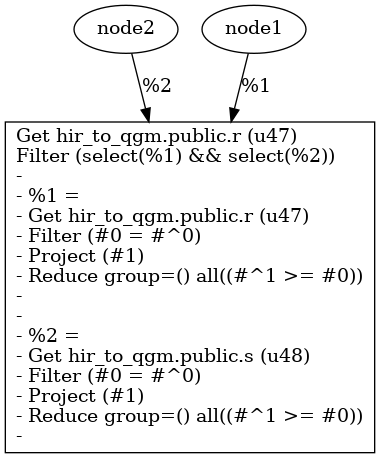 node2
node1
%2
%1
Get hir_to_qgm.public.r (u47)
Filter (select(%1) && select(%2))
-
- %1 =
- Get hir_to_qgm.public.r (u47)
- Filter (#0 = #^0)
- Project (#1)
- Reduce group=() all((#^1 >= #0))
-
-
- %2 =
- Get hir_to_qgm.public.s (u48)
- Filter (#0 = #^0)
- Project (#1)
- Reduce group=() all((#^1 >= #0))
-